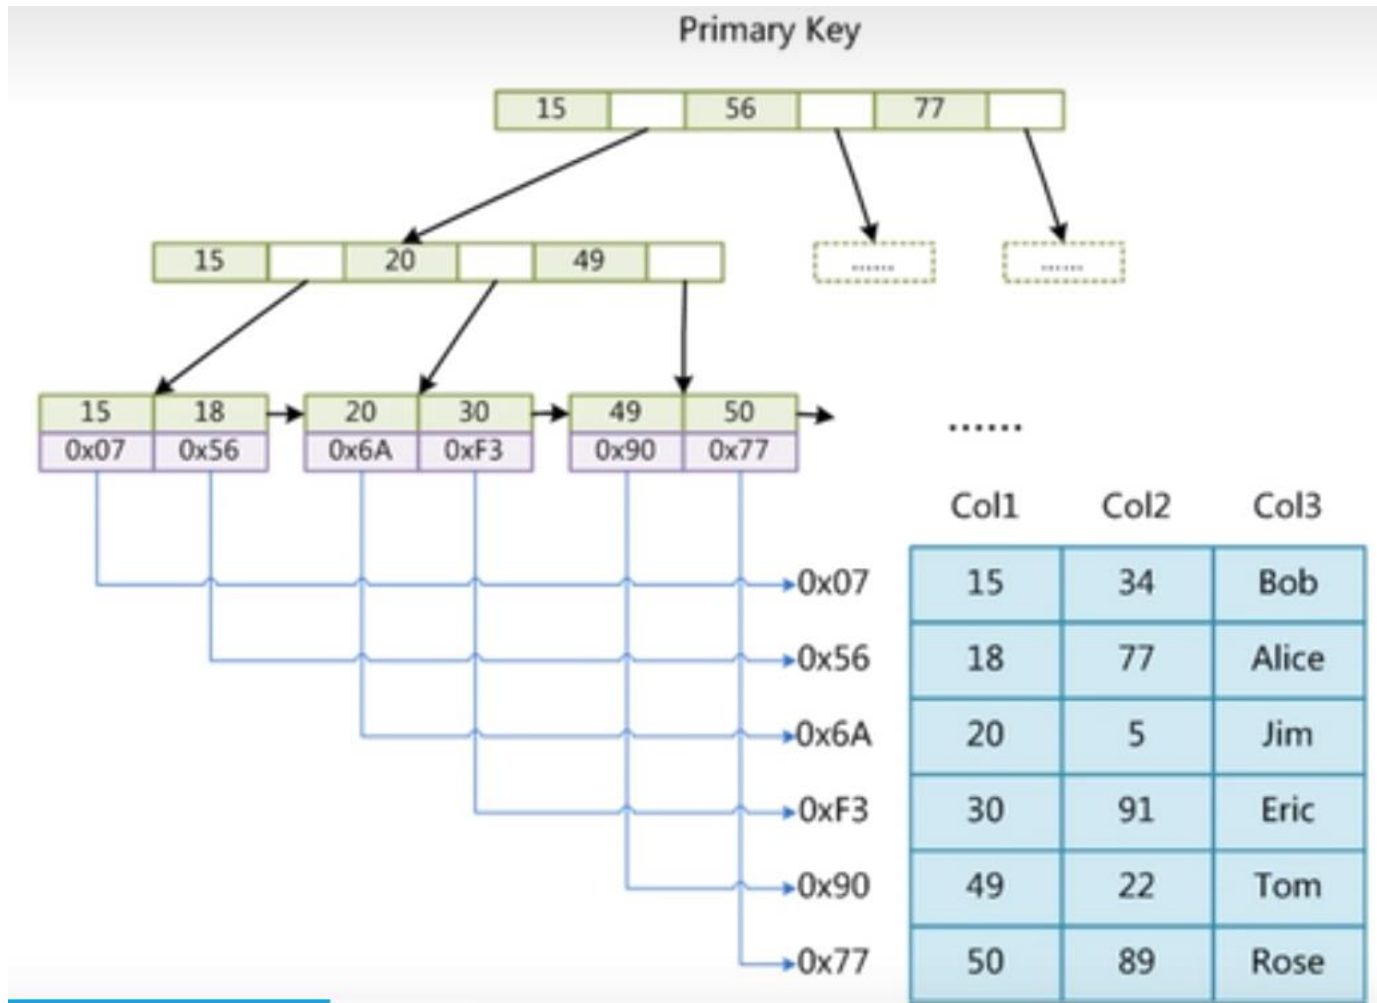 Primary Key
15 56 77
15 20 49
...... ......
15 18 20 30 49 50
0x07 0x56 0x6A 0xF3 0x90 0x77
......
Col1 Col2 Col3
0x07 15 34 Bob
0x56 18 77 Alice
0x6A 20 5 Jim
0xF3 30 91 Eric
0x90 49 22 Tom
0x77 50 89 Rose